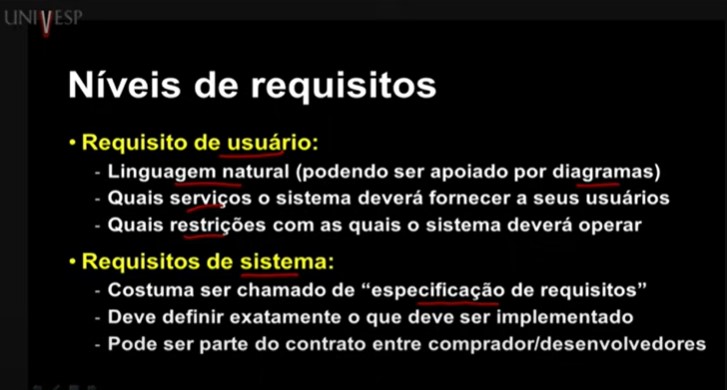 UNIVESP
Níveis de requisitos
• Requisito de usuário:
- Linguagem natural (podendo ser apoiado por diagramas)
- Quais serviços o sistema deverá fornecer a seus usuários
- Quais restrições com as quais o sistema deverá operar
• Requisitos de sistema:
- Costuma ser chamado de “especificação de requisitos”
- Deve definir exatamente o que deve ser implementado
- Pode ser parte do contrato entre comprador/desenvolvedores